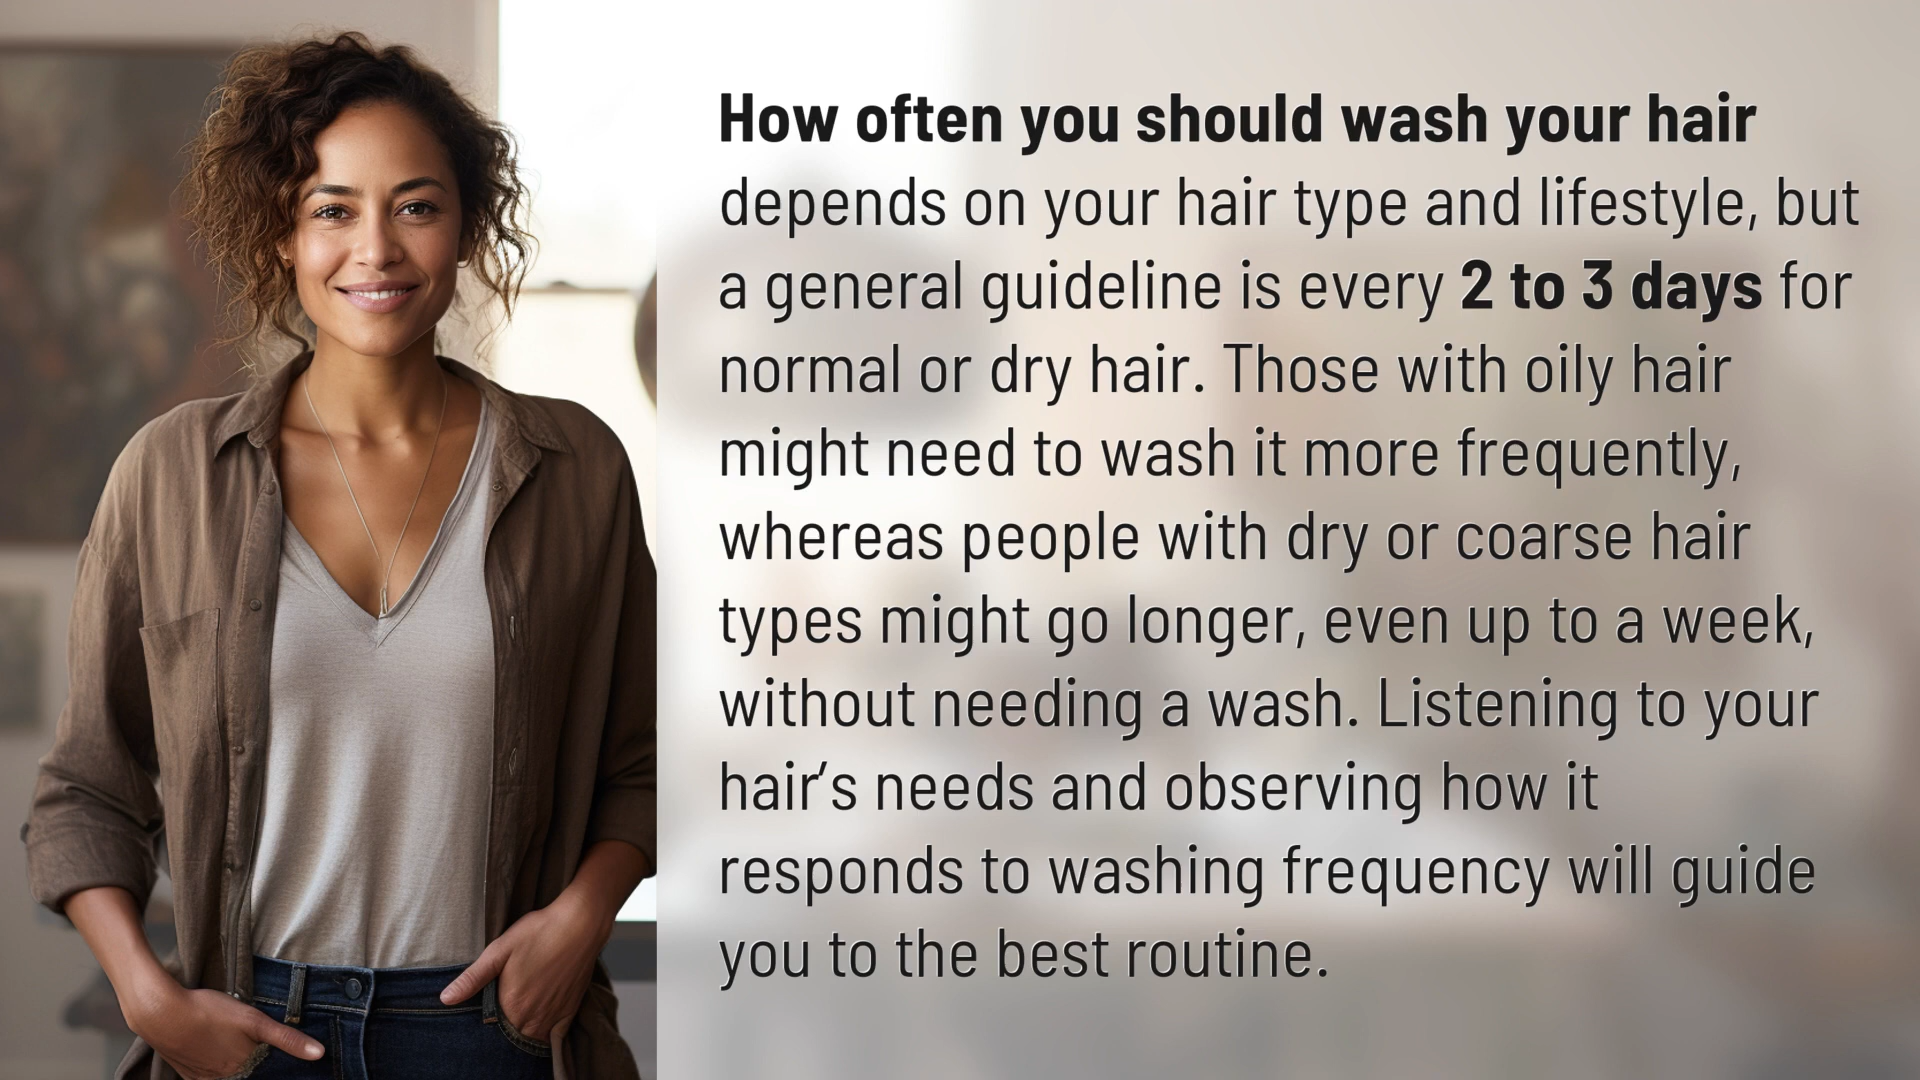 How often you should wash your hair
depends on your hair type and lifestyle, but
a general guideline is every 2 to 3 days for
normal or dry hair. Those with oily hair
might need to wash it more frequently,
whereas people with dry or coarse hair
types might go longer, even up to a week,
without needing a wash. Listening to your
hair’s needs and observing how it
responds to washing frequency will guide
you to the best routine.